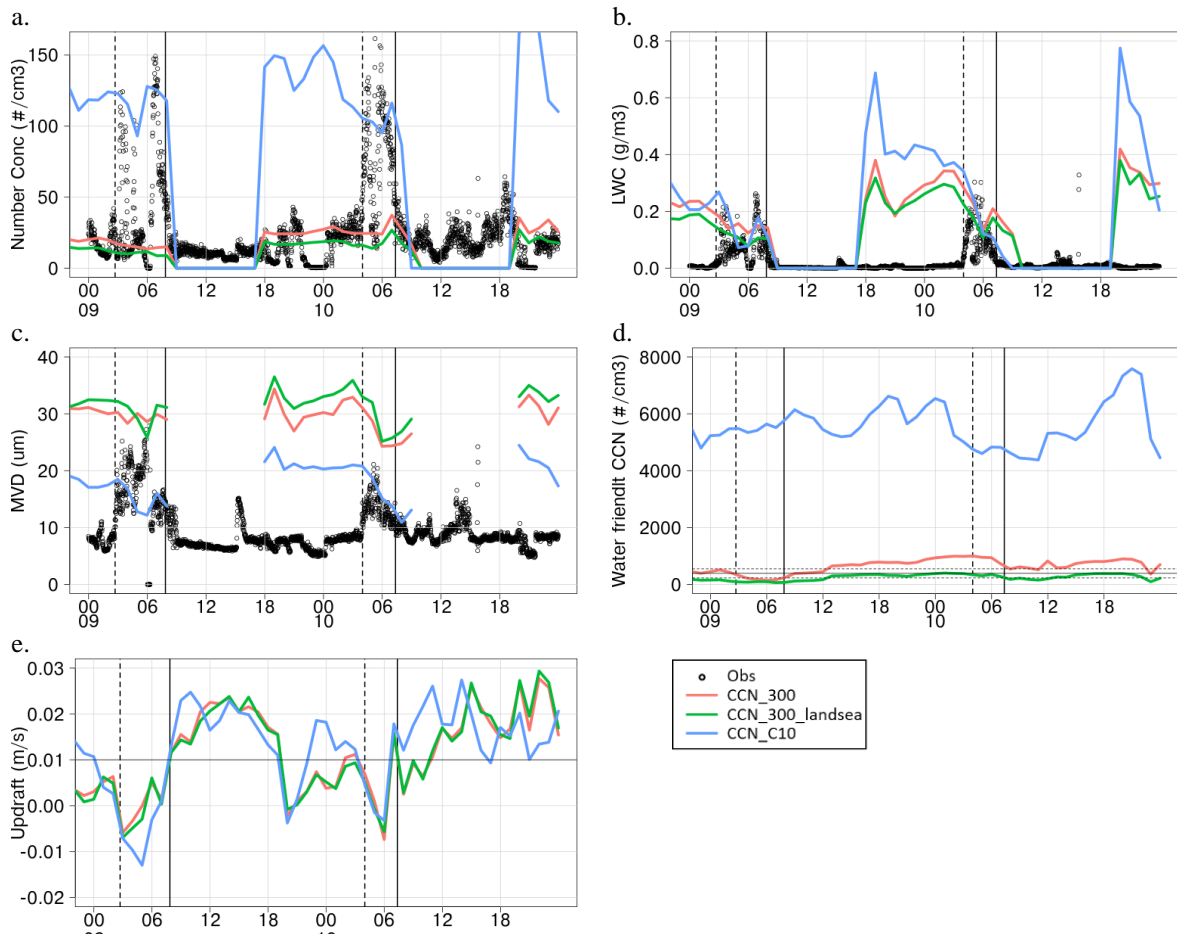 a.
Number Conc (#/cm3)
150
100
50
0
00 06 12 18 00 06 12 18
09 10
b.
LWC (g/m3)
0.8
0.6
0.4
0.2
0.0
00 06 12 18 00 06 12 18
09 10
c.
MVD (um)
40
30
20
10
0
00 06 12 18 00 06 12 18
09 10
d.
Water friendlt CCN (#/cm3)
8000
6000
4000
2000
0
00 06 12 18 00 06 12 18
09 10
e.
Updraft (m/s)
0.03
0.02
0.010
0.00
-0.01
-0.02
00 06 12 18 00 06 12 18
Obs
CCN_300
CCN_300_landsea
CCN_C10